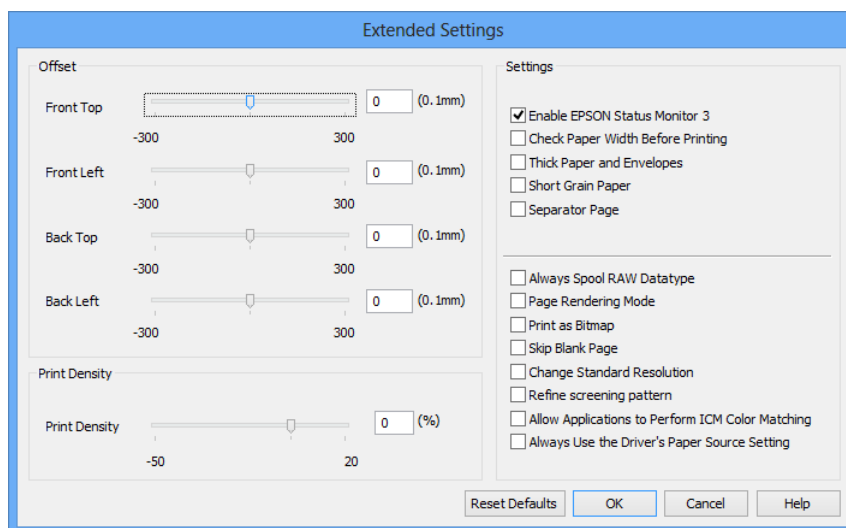 Extended Settings
Offset
Front Top 0 (0.1mm)
-300 300
Front Left 0 (0.1mm)
-300 300
Back Top 0 (0.1mm)
-300 300
Back Left 0 (0.1mm)
-300 300
Print Density
Print Density 0 (%)
-50 20
Settings
Enable EPSON Status Monitor 3
Check Paper Width Before Printing
Thick Paper and Envelopes
Short Grain Paper
Separator Page
Always Spool RAW Datatype
Page Rendering Mode
Print as Bitmap
Skip Blank Page
Change Standard Resolution
Refine screening pattern
Allow Applications to Perform ICM Color Matching
Always Use the Driver's Paper Source Setting
Reset Defaults OK Cancel Help